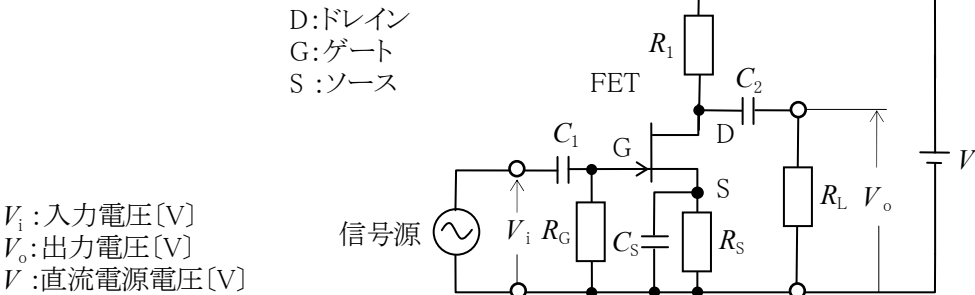 D:ドレイン
G:ゲート
S :ソース
R1
FET
C2
D
C1
G
S
V
信号源
Vi
RG
CS
RS
RL
Vo
Vi :入力電圧〔V〕
Vo:出力電圧〔V〕
V :直流電源電圧〔V〕